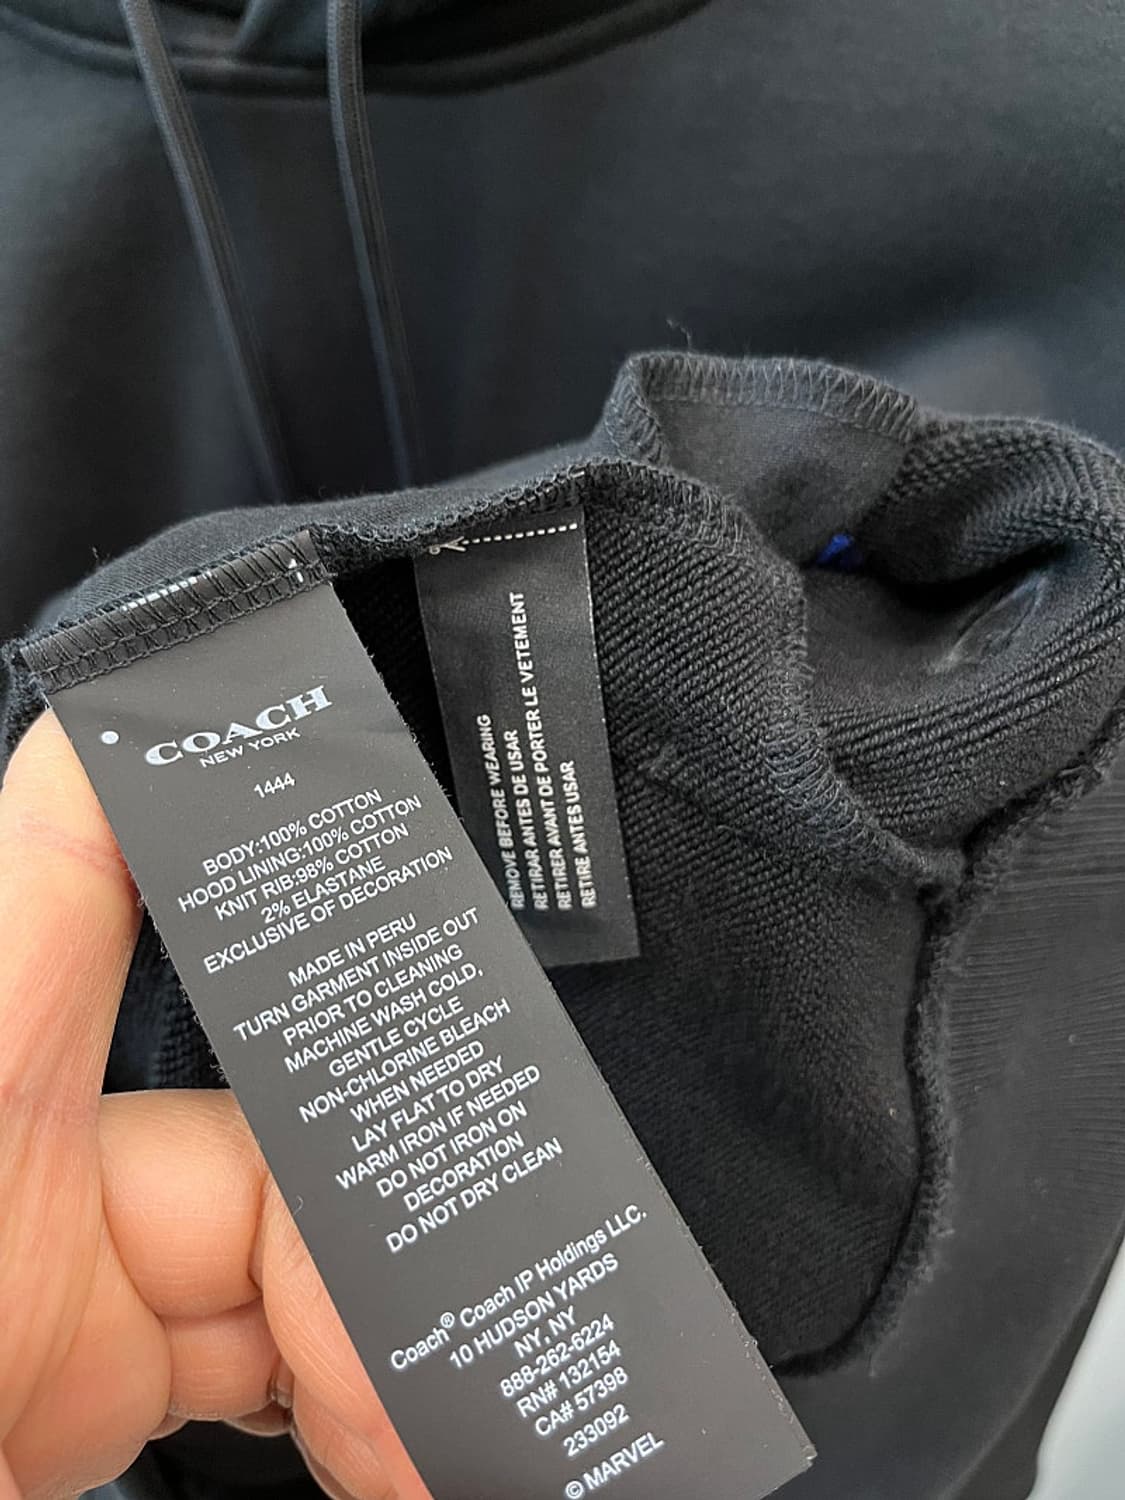 COACH
NEW YORK
1444
BODY:100% COTTON
HOOD LINING:100% COTTON
KNIT RIB:98% COTTON
2% ELASTANE
EXCLUSIVE OF DECORATION
MADE IN PERU
TURN GARMENT INSIDE OUT
PRIOR TO CLEANING
MACHINE WASH COLD,
GENTLE CYCLE
NON-CHLORINE BLEACH
WHEN NEEDED
LAY FLAT TO DRY
WARM IRON IF NEEDED
DO NOT IRON ON
DECORATION
DO NOT DRY CLEAN
Coach® Coach IP Holdings LLC.
10 HUDSON YARDS
NY, NY
888-262-6224
RN# 132154
CA# 57398
233092
© MARVEL
REMOVE BEFORE WEARING
RETIRAR ANTES DE USAR
RETIRER AVANT DE PORTER LE VETEMENT
RETIRE ANTES USAR